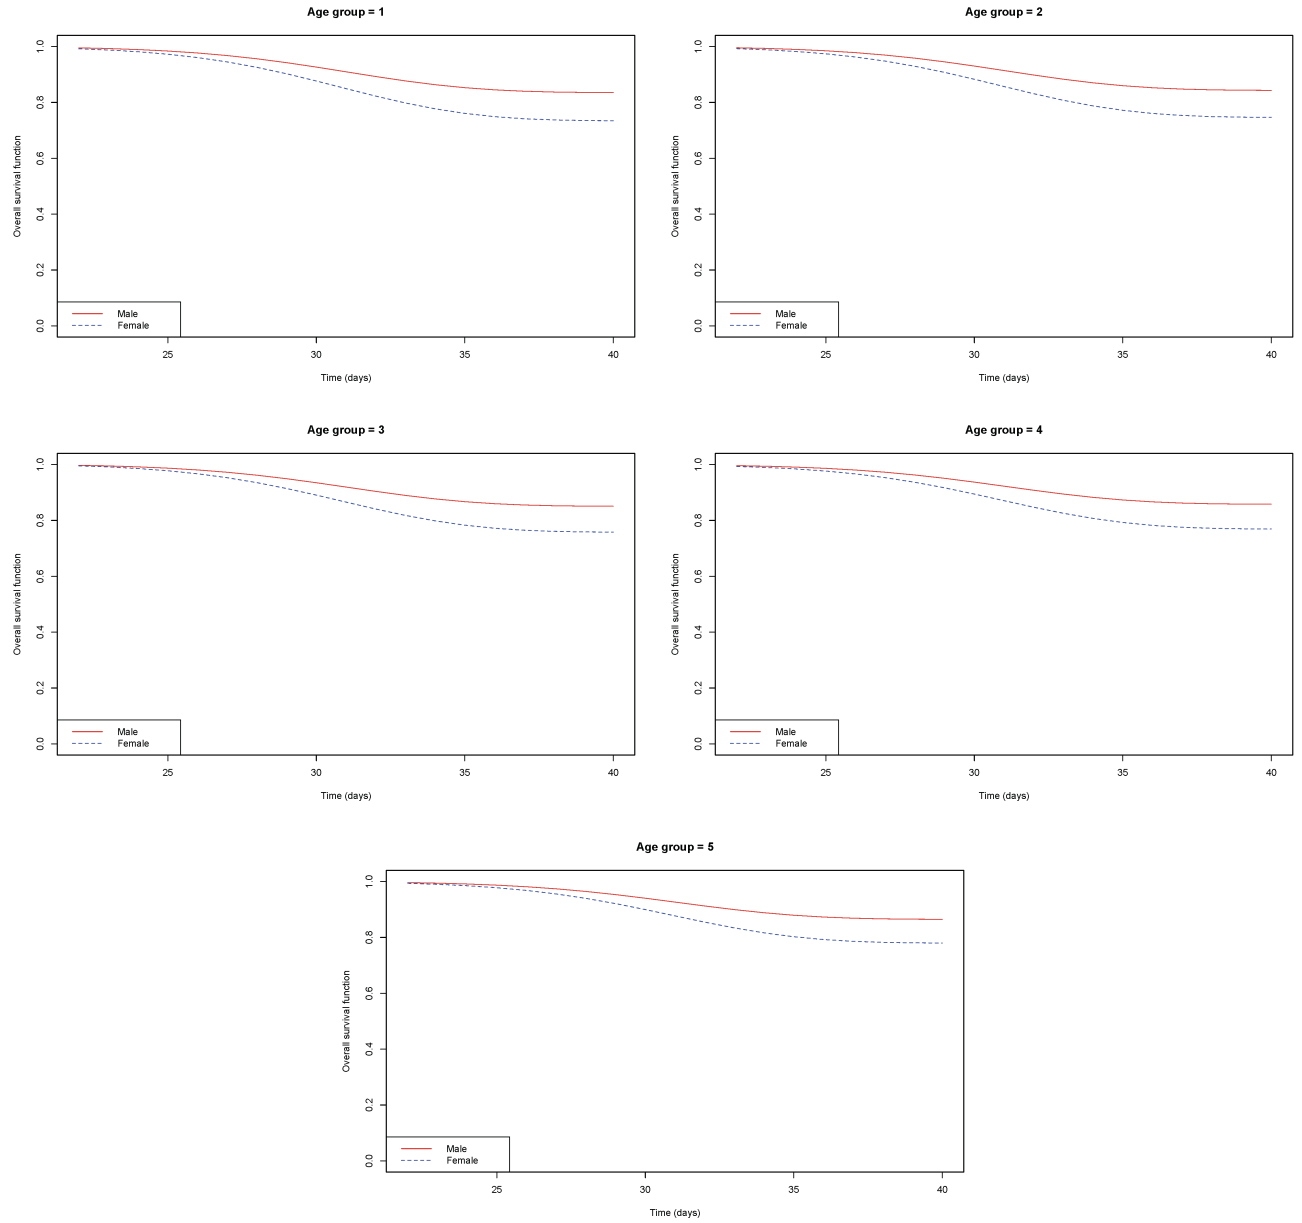 Age group = 1
Overall survival function
1.0
0.8
0.6
0.4
0.2
0.0
Male
Female
25 30 35 40
Time (days)
Age group = 2
Overall survival function
1.0
0.8
0.6
0.4
0.2
0.0
Male
Female
25 30 35 40
Time (days)
Age group = 3
Overall survival function
1.0
0.8
0.6
0.4
0.2
0.0
Male
Female
25 30 35 40
Time (days)
Age group = 4
Overall survival function
1.0
0.8
0.6
0.4
0.2
0.0
Male
Female
25 30 35 40
Time (days)
Age group = 5
Overall survival function
1.0
0.8
0.6
0.4
0.2
0.0
Male
Female
25 30 35 40
Time (days)